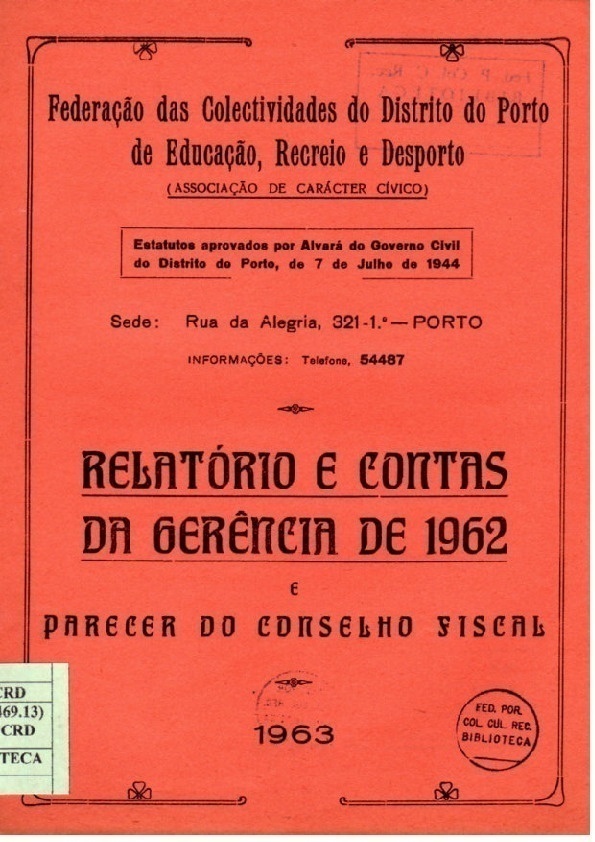 Federação das Colectividades do Distrito do Porto
de Educação, Recreio e Desporto
(ASSOCIAÇÃO DE CARÁCTER CÍVICO)
Estatutos aprovados por Alvará do Governo Civil
do Distrito do Porto, de 7 de Julho de 1944
Sede: Rua da Alegria, 321-1.º — PORTO
INFORMAÇÕES: Telefone, 54487
RELATÓRIO E CONTAS
DA GERÊNCIA DE 1962
E
PARECER DO CONSELHO FISCAL
CRD
469.13)
CRD
TECA
1963
FED. POR.
COL. CUL. REC.
BIBLIOTECA